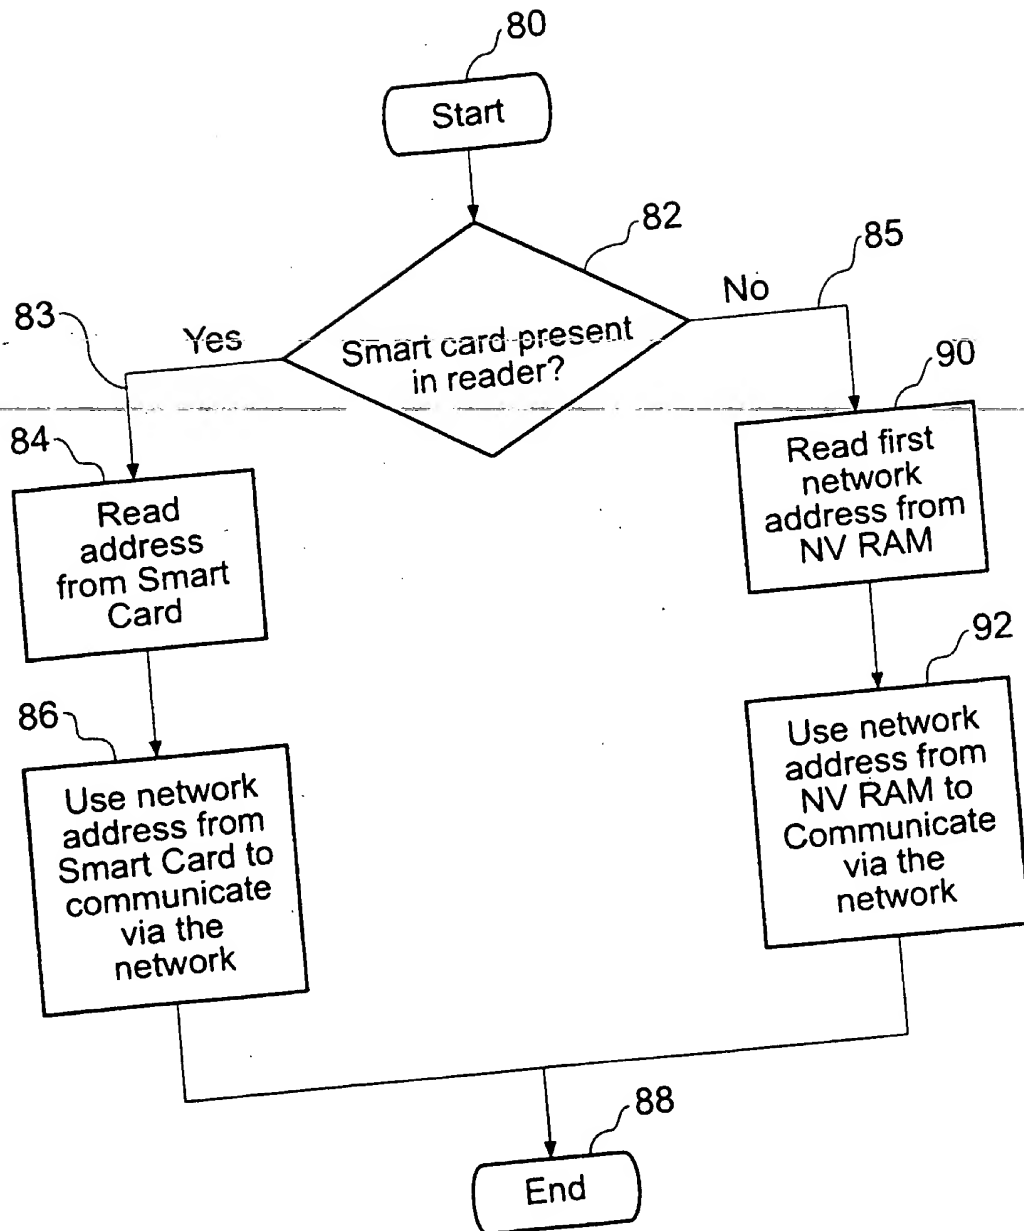 80
Start
82
85
No
83
Yes
Smart card present
in reader?
90
84
Read first
network
address from
NV RAM
Read
address
from Smart
Card
92
86
Use network
address from
NV RAM to
Communicate
via the
network
Use network
address from
Smart Card to
communicate
via the
network
88
End